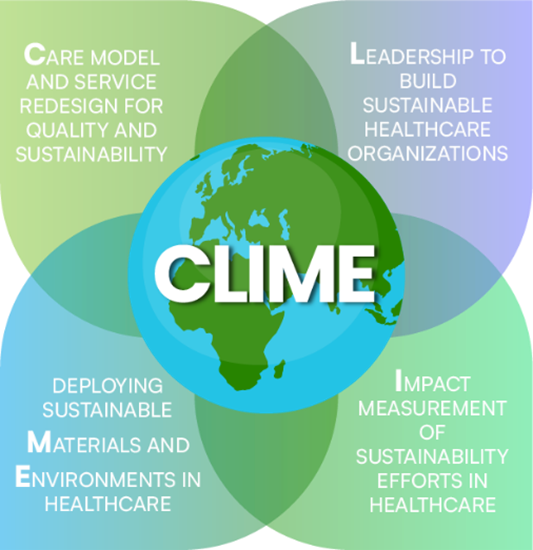 CARE MODEL
AND SERVICE
REDESIGN FOR
QUALITY AND
SUSTAINABILITY
LEADERSHIP TO
BUILD
SUSTAINABLE
HEALTHCARE
ORGANIZATIONS
CLIME
DEPLOYING
SUSTAINABLE
MATERIALS AND
ENVIRONMENTS IN
HEALTHCARE
IMPACT
MEASUREMENT
OF
SUSTAINABILITY
EFFORTS IN
HEALTHCARE